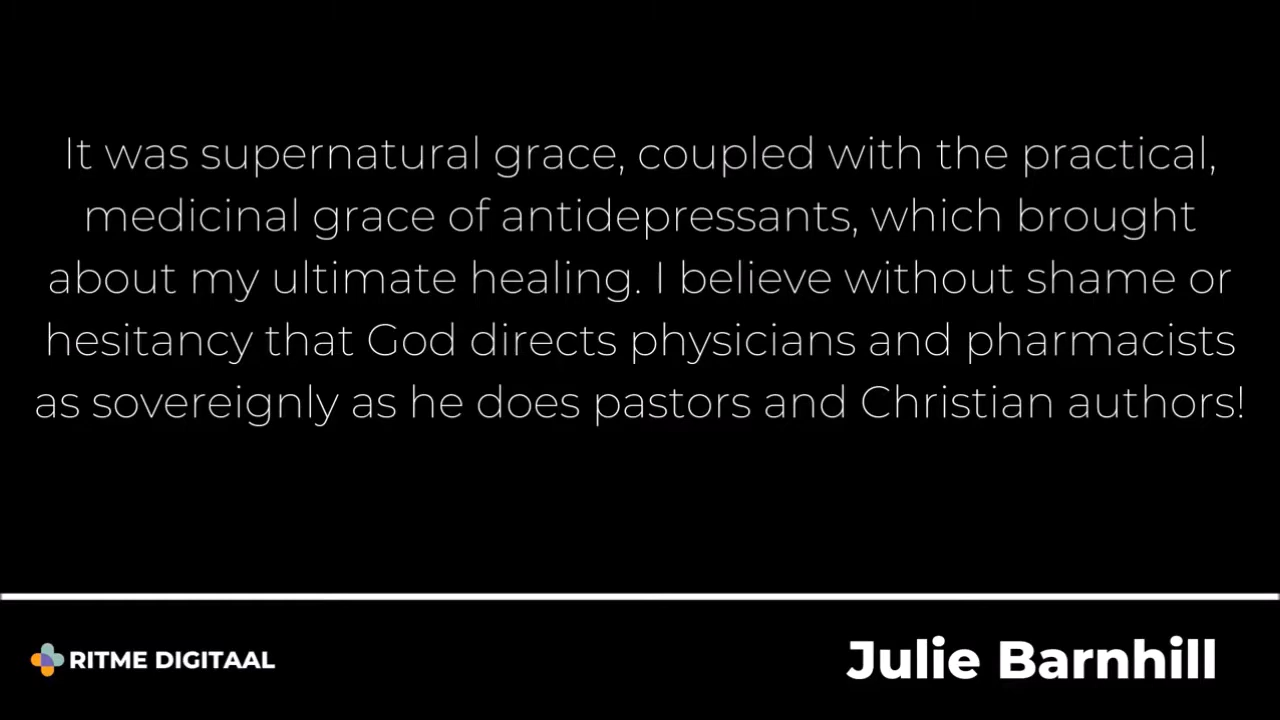 It was supernatural grace, coupled with the practical,
medicinal grace of antidepressants, which brought
about my ultimate healing. I believe without shame or
hesitancy that God directs physicians and pharmacists
as sovereignly as he does pastors and Christian authors!
RITME DIGITAAL
Julie Barnhill